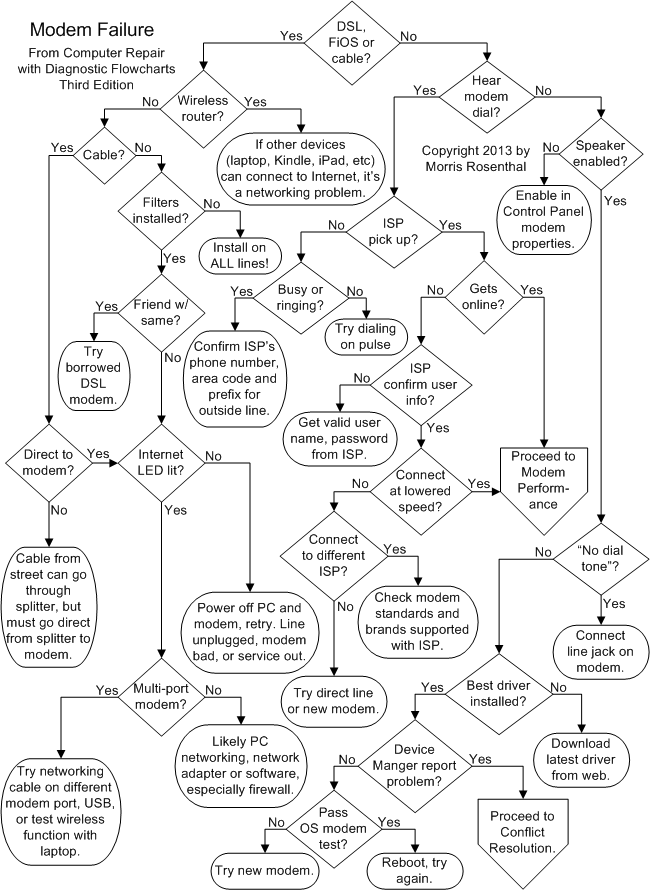 Modem Failure
From Computer Repair
with Diagnostic Flowcharts
Third Edition
DSL,
FiOS or
cable?
Yes
No
Wireless
router?
No
Yes
Hear
modem
dial?
Yes
No
Cable?
Yes
No
If other devices
(laptop, Kindle, iPad, etc)
can connect to Internet, it's
a networking problem.
Copyright 2013 by
Morris Rosenthal
Speaker
enabled?
No
Yes
Enable in
Control Panel
modem
properties.
Filters
installed?
No
Yes
Install on
ALL lines!
ISP
pick up?
No
Yes
Busy or
ringing?
Yes
No
Gets
online?
No
Yes
Friend w/
same?
Yes
No
Try dialing
on pulse
Try
borrowed
DSL
modem.
Confirm ISP's
phone number,
area code and
prefix for
outside line.
ISP
confirm user
info?
No
Yes
Get valid user
name, password
from ISP.
Direct to
modem?
Yes
No
Internet
LED lit?
No
Yes
Connect
at lowered
speed?
No
Yes
Proceed to
Modem
Perform-
ance
Cable from
street can go
through
splitter, but
must go direct
from splitter to
modem.
Power off PC and
modem, retry. Line
unplugged, modem
bad, or service out.
Connect
to different
ISP?
Yes
No
Check modem
standards and
brands supported
with ISP.
"No dial
tone"?
No
Yes
Connect
line jack on
modem.
Try direct line
or new modem.
Multi-port
modem?
Yes
No
Best driver
installed?
Yes
No
Download
latest driver
from web.
Try networking
cable on different
modem port, USB,
or test wireless
function with
laptop.
Likely PC
networking, network
adapter or software,
especially firewall.
Device
Manger report
problem?
No
Yes
Pass
OS modem
test?
No
Yes
Proceed to
Conflict
Resolution.
Try new modem.
Reboot, try
again.